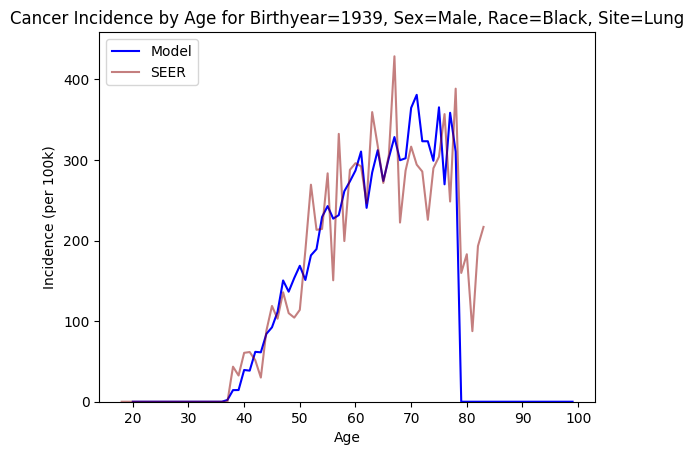 Cancer Incidence by Age for Birthyear=1939, Sex=Male, Race=Black, Site=Lung
Model
SEER
Incidence (per 100k)
400
300
200
100
0
20 30 40 50 60 70 80 90 100
Age